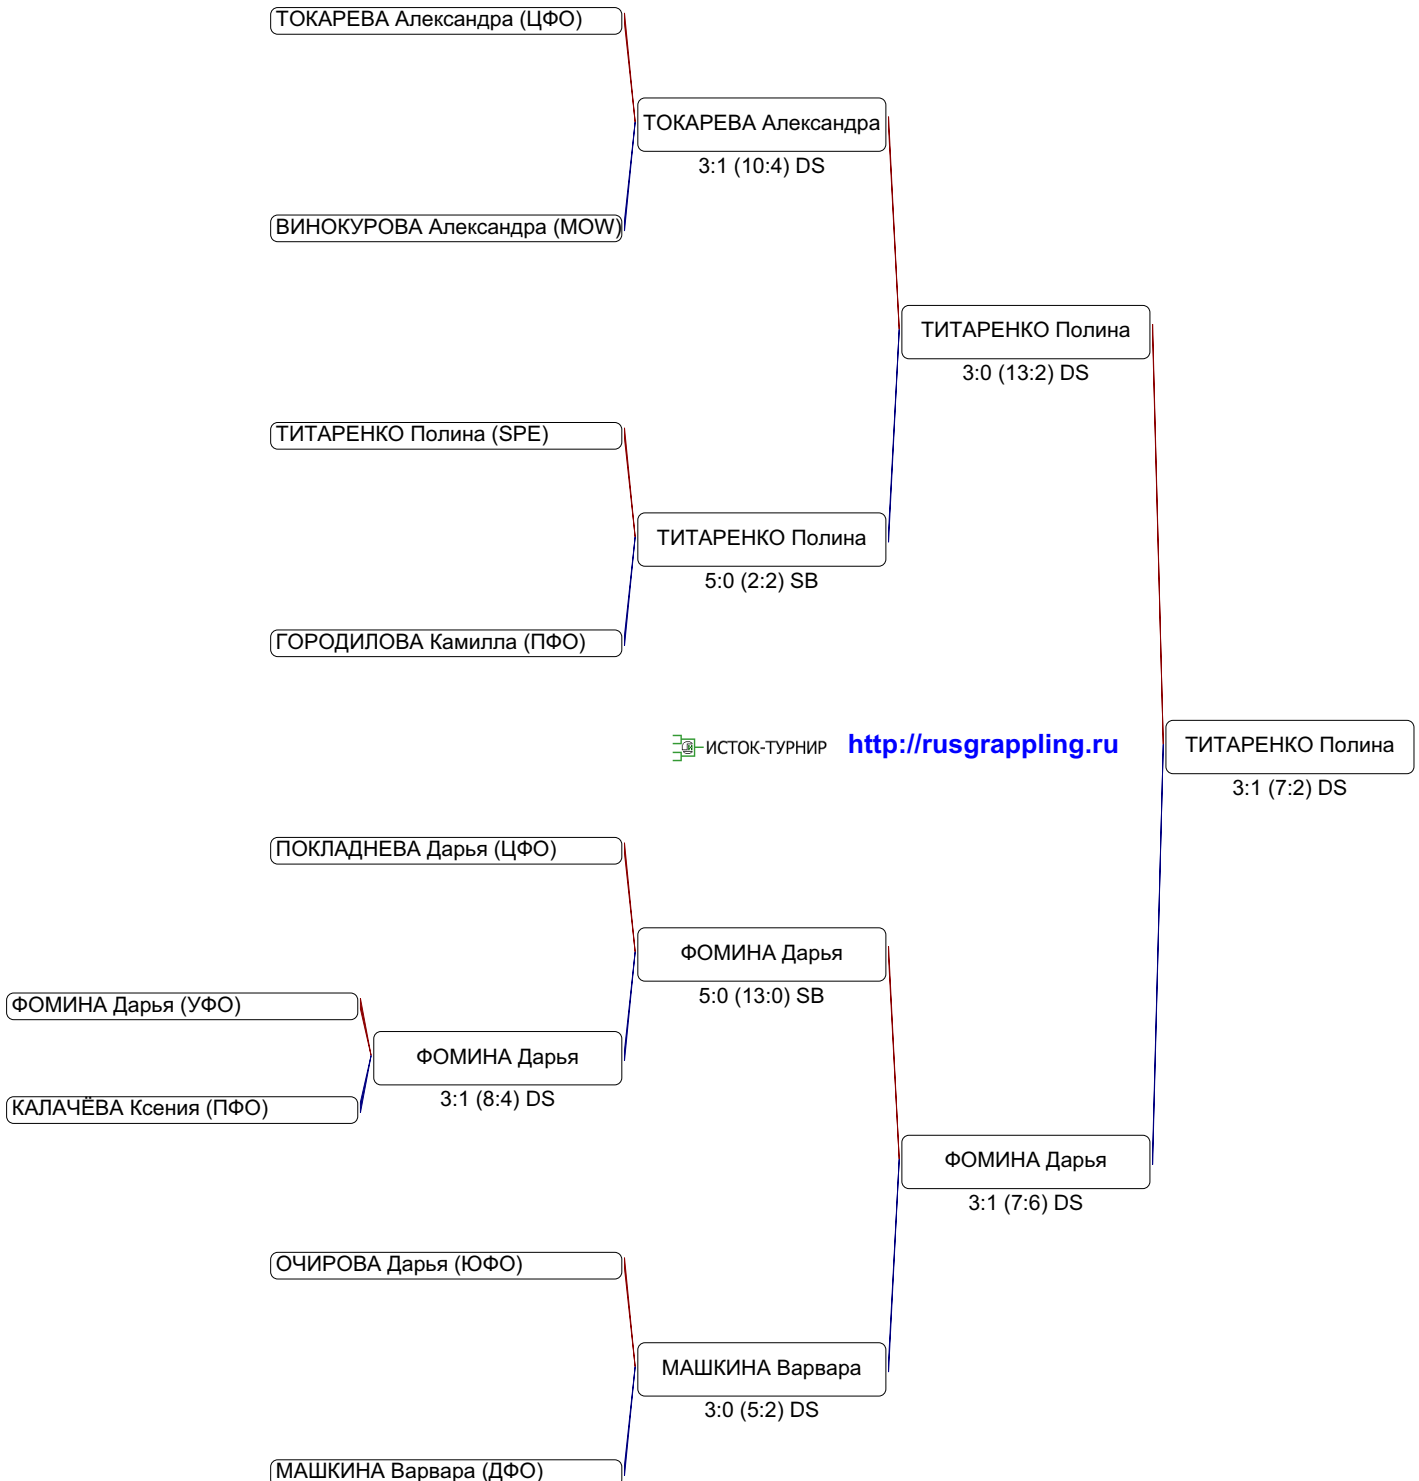 ТОКАРЕВА Александра (ЦФО)
ТОКАРЕВА Александра
3:1 (10:4) DS
ВИНОКУРОВА Александра (MOW)
ТИТАРЕНКО Полина
3:0 (13:2) DS
ТИТАРЕНКО Полина (SPE)
ТИТАРЕНКО Полина
5:0 (2:2) SB
ГОРОДИЛОВА Камилла (ПФО)
ИСТОК-ТУРНИР http://rusgrappling.ru
ТИТАРЕНКО Полина
3:1 (7:2) DS
ПОКЛАДНЕВА Дарья (ЦФО)
ФОМИНА Дарья
5:0 (13:0) SB
ФОМИНА Дарья (УФО)
ФОМИНА Дарья
3:1 (8:4) DS
КАЛАЧЁВА Ксения (ПФО)
ФОМИНА Дарья
3:1 (7:6) DS
ОЧИРОВА Дарья (ЮФО)
МАШКИНА Варвара
3:0 (5:2) DS
МАШКИНА Варвара (ДФО)